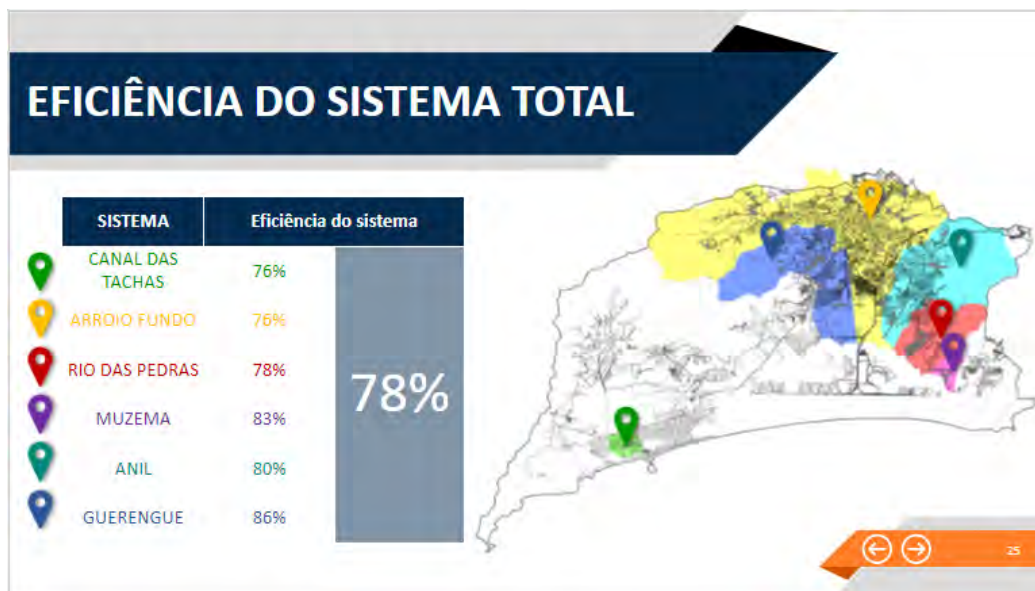 EFICIÊNCIA DO SISTEMA TOTAL
SISTEMA Eficiência do sistema
CANAL DAS
TACHAS 76%
ARROIO FUNDO 76%
RIO DAS PEDRAS 78%
MUZEMA 83%
ANIL 80%
GUERENGUE 86%
78%
25